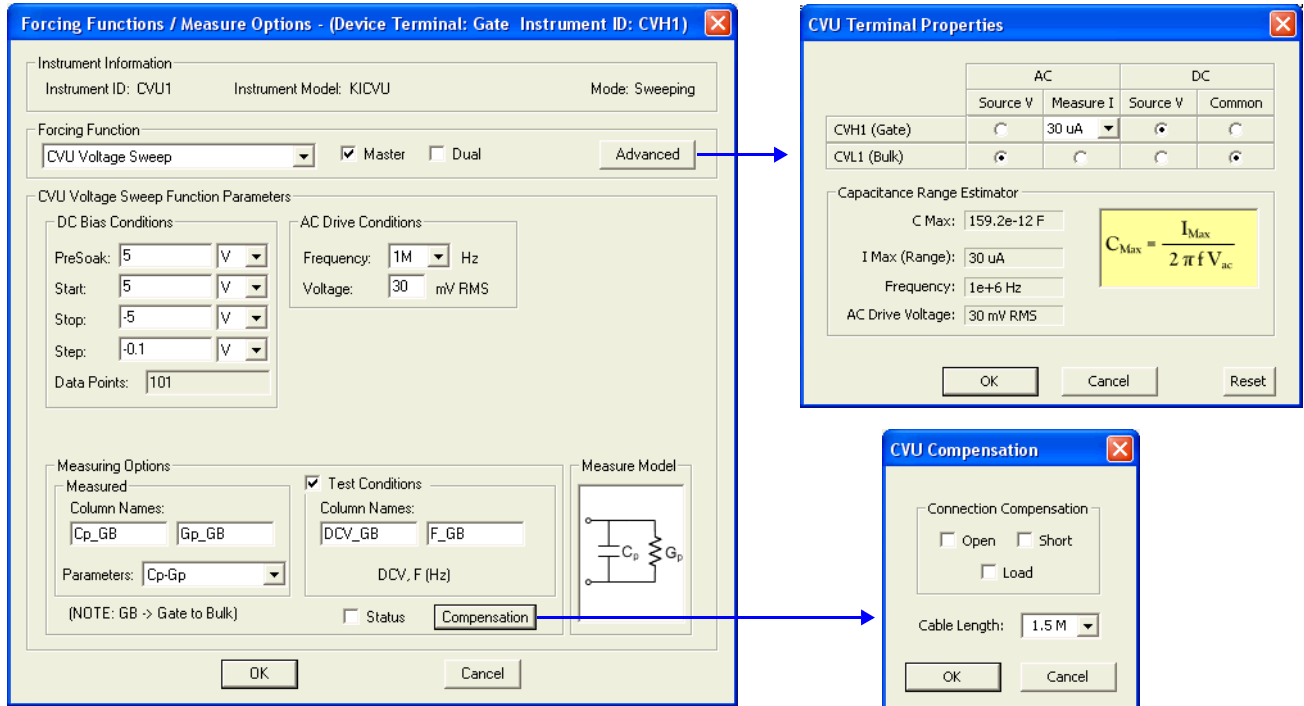 Forcing Functions / Measure Options - (Device Terminal: Gate Instrument ID: CVH1)
Instrument Information
Instrument ID: CVU1 Instrument Model: KICVU Mode: Sweeping
Forcing Function
CVU Voltage Sweep Master Dual Advanced
CVU Voltage Sweep Function Parameters
DC Bias Conditions
PreSoak: 5 V
Start: 5 V
Stop: -5 V
Step: -0.1 V
Data Points: 101
AC Drive Conditions
Frequency: 1M Hz
Voltage: 30 mV RMS
Measuring Options
Measured
Column Names:
Cp_GB Gp_GB
Parameters: Cp-Gp
(NOTE: GB -> Gate to Bulk)
Test Conditions
Column Names:
DCV_GB F_GB
DCV, F (Hz)
Status Compensation
Measure Model
Cp Gp
OK Cancel
CVU Terminal Properties
AC DC
Source V Measure I Source V Common
CVH1 (Gate) 30 uA
CVL1 (Bulk)
Capacitance Range Estimator
C Max: 159.2e-12 F
I Max (Range): 30 uA
Frequency: 1e+6 Hz
AC Drive Voltage: 30 mV RMS
CMax = IMax / 2 π f Vac
OK Cancel Reset
CVU Compensation
Connection Compensation
Open Short
Load
Cable Length: 1.5 M
OK Cancel